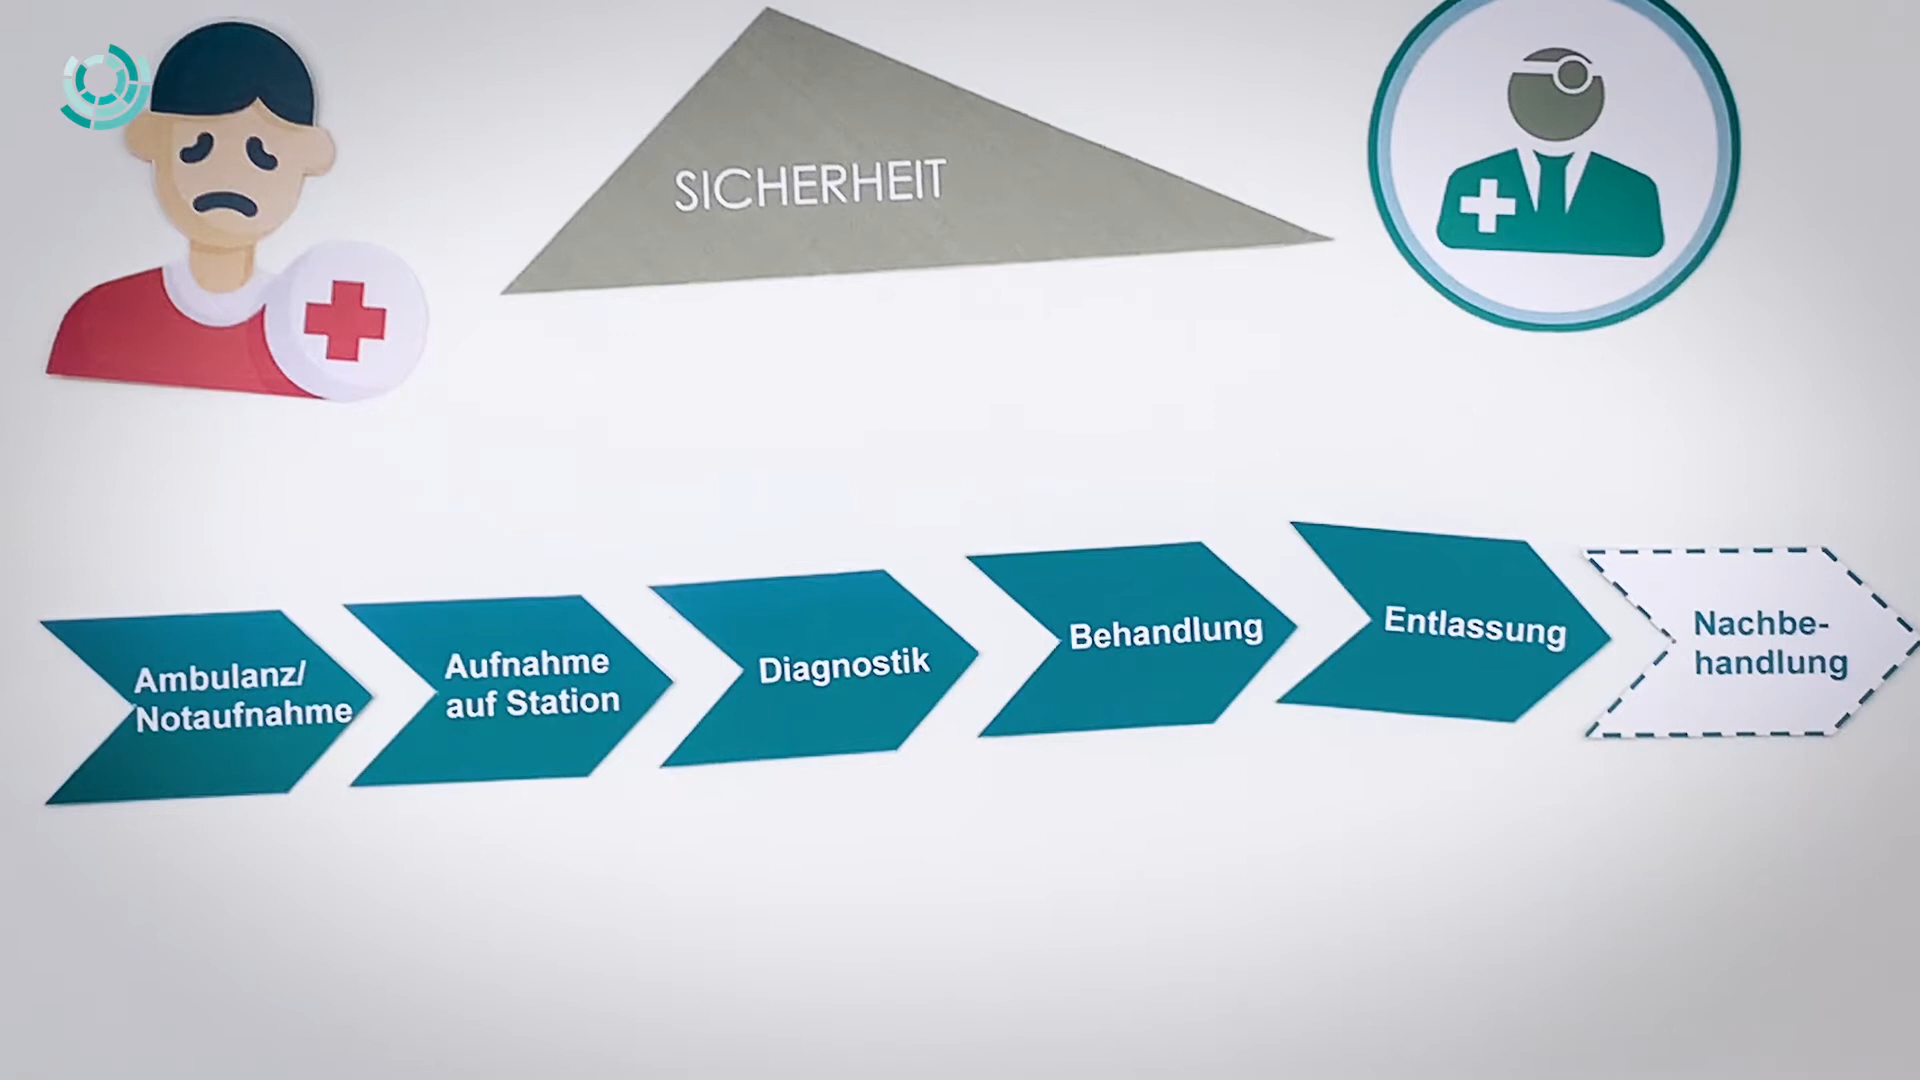 SICHERHEIT
Ambulanz/
Notaufnahme
Aufnahme
auf Station
Diagnostik
Behandlung
Entlassung
Nachbe-
handlung